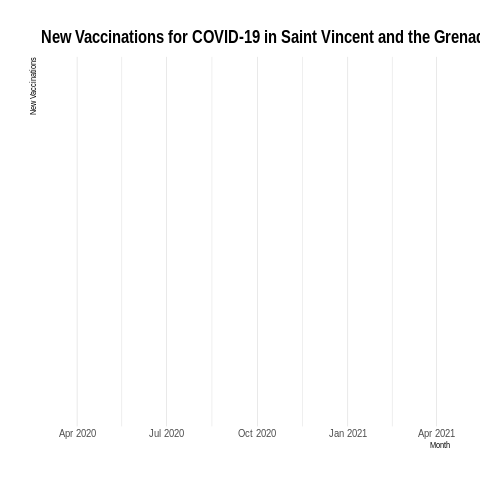 New Vaccinations for COVID-19 in Saint Vincent and the Grenad
New Vaccinations
Apr 2020 Jul 2020 Oct 2020 Jan 2021 Apr 2021
Month